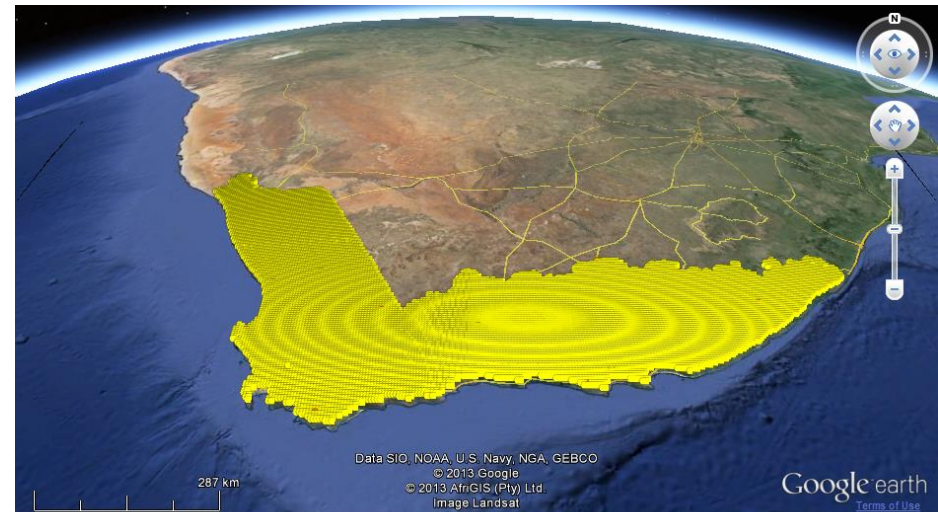 N
287 km
Data SIO, NOAA, U.S. Navy, NGA, GEBCO
© 2013 Google
© 2013 AfriGIS (Pty) Ltd.
Image Landsat
Google earth
Terms of Use